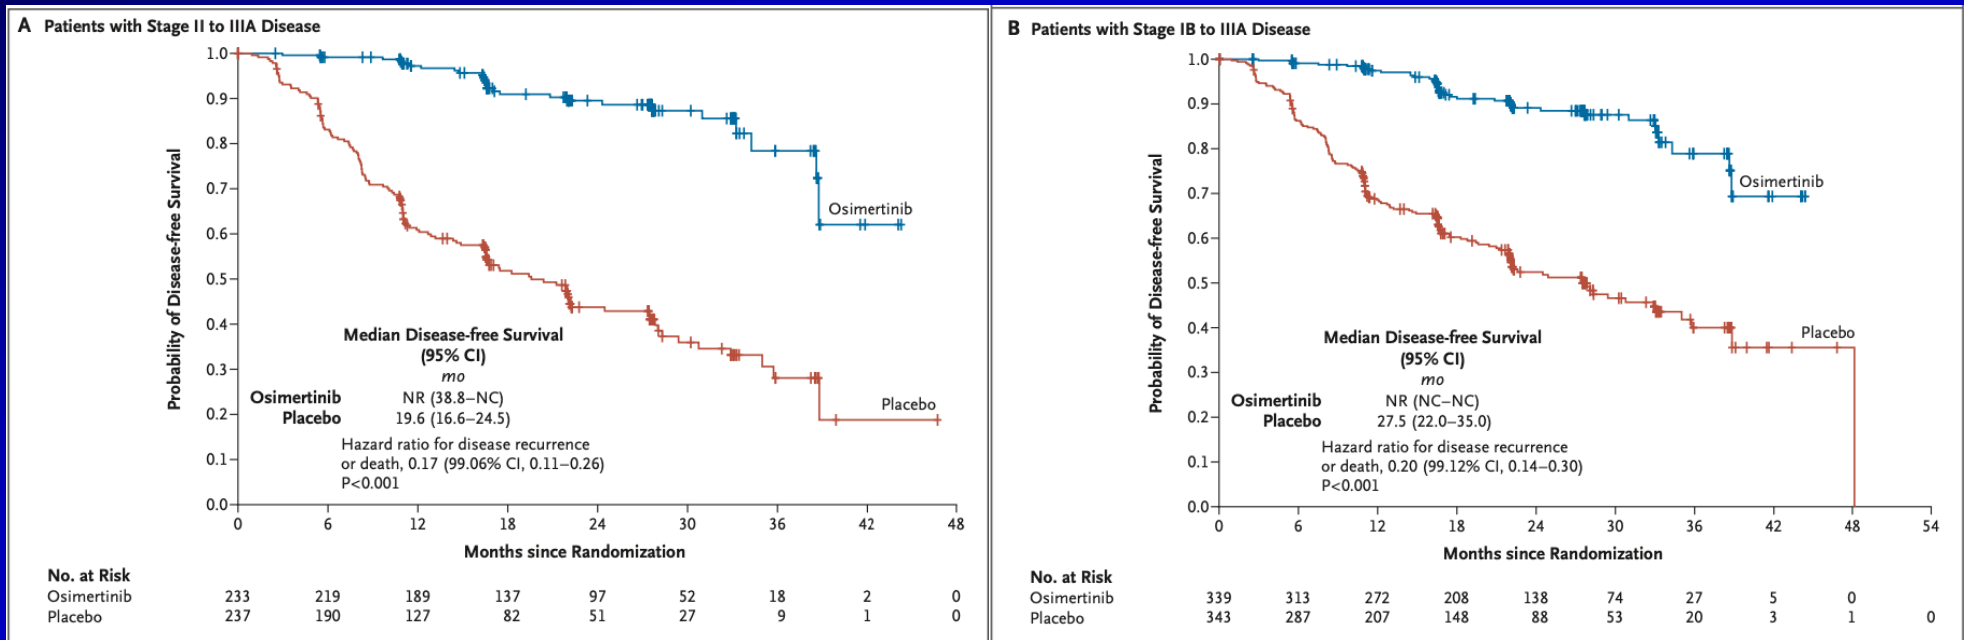 A Patients with Stage II to IIIA Disease
Probability of Disease-free Survival
1.0
0.9
0.8
0.7
0.6
0.5
0.4
0.3
0.2
0.1
0.0
Osimertinib
Placebo
Median Disease-free Survival
(95% CI)
mo
Osimertinib NR (38.8–NC)
Placebo 19.6 (16.6–24.5)
Hazard ratio for disease recurrence
or death, 0.17 (99.06% CI, 0.11–0.26)
P<0.001
0 6 12 18 24 30 36 42 48
Months since Randomization
No. at Risk
Osimertinib 233 219 189 137 97 52 18 2 0
Placebo 237 190 127 82 51 27 9 1 0
B Patients with Stage IB to IIIA Disease
Probability of Disease-free Survival
1.0
0.9
0.8
0.7
0.6
0.5
0.4
0.3
0.2
0.1
0.0
Osimertinib
Placebo
Median Disease-free Survival
(95% CI)
mo
Osimertinib NR (NC–NC)
Placebo 27.5 (22.0–35.0)
Hazard ratio for disease recurrence
or death, 0.20 (99.12% CI, 0.14–0.30)
P<0.001
0 6 12 18 24 30 36 42 48 54
Months since Randomization
No. at Risk
Osimertinib 339 313 272 208 138 74 27 5 0
Placebo 343 287 207 148 88 53 20 3 1 0